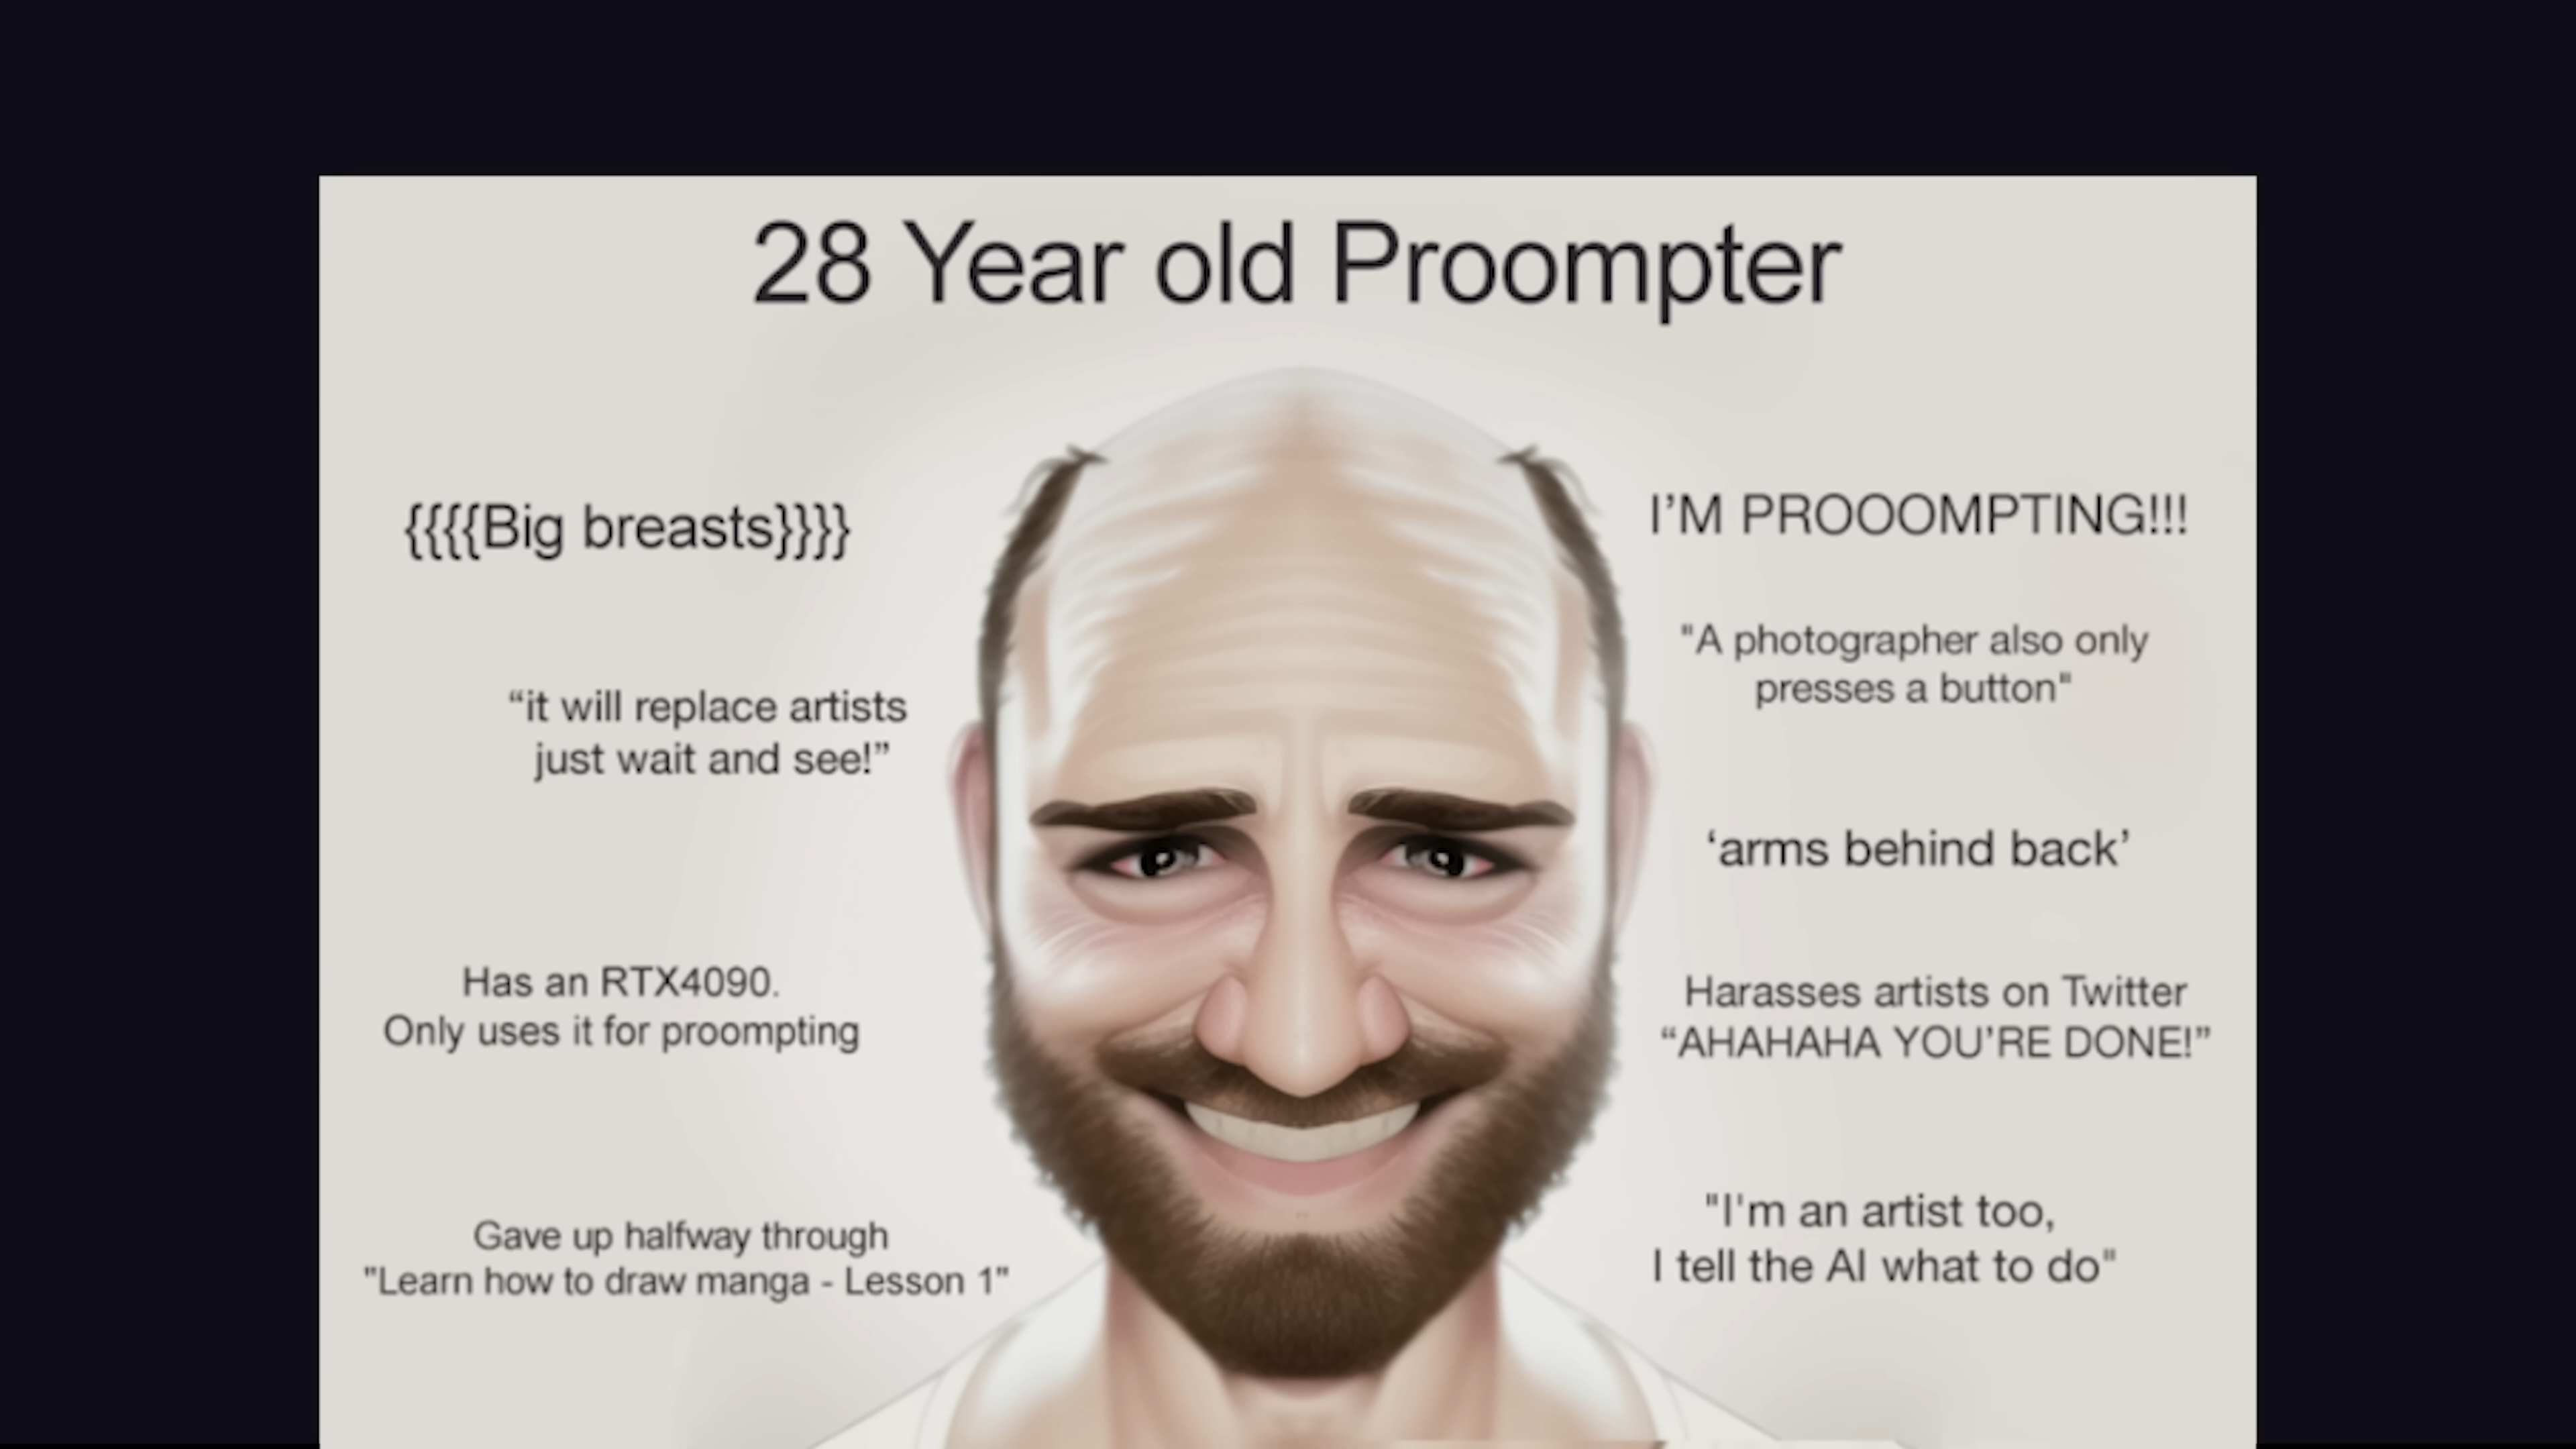 28 Year old Proompter
{{{{Big breasts}}}}
“it will replace artists
just wait and see!”
Has an RTX4090.
Only uses it for proompting
Gave up halfway through
"Learn how to draw manga - Lesson 1"
I’M PROOOMPTING!!!
"A photographer also only
presses a button"
‘arms behind back’
Harasses artists on Twitter
“AHAHAHA YOU’RE DONE!”
"I'm an artist too,
I tell the AI what to do"